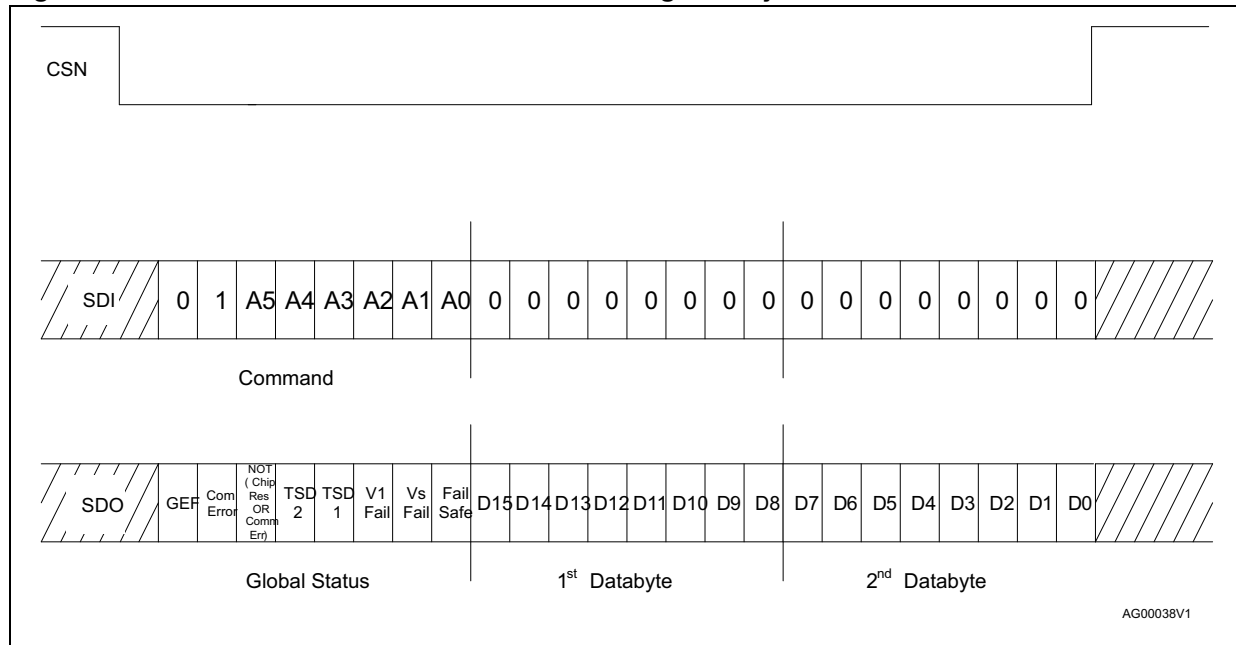 CSN
SDI 0 1 A5 A4 A3 A2 A1 A0 0 0 0 0 0 0 0 0 0 0 0 0 0 0 0 0
Command
SDO GEF Com Error NOT ( Chip Res OR Comm Err) TSD 2 TSD 1 V1 Fail Vs Fail Fail Safe D15 D14 D13 D12 D11 D10 D9 D8 D7 D6 D5 D4 D3 D2 D1 D0
Global Status 1st Databyte 2nd Databyte
AG00038V1